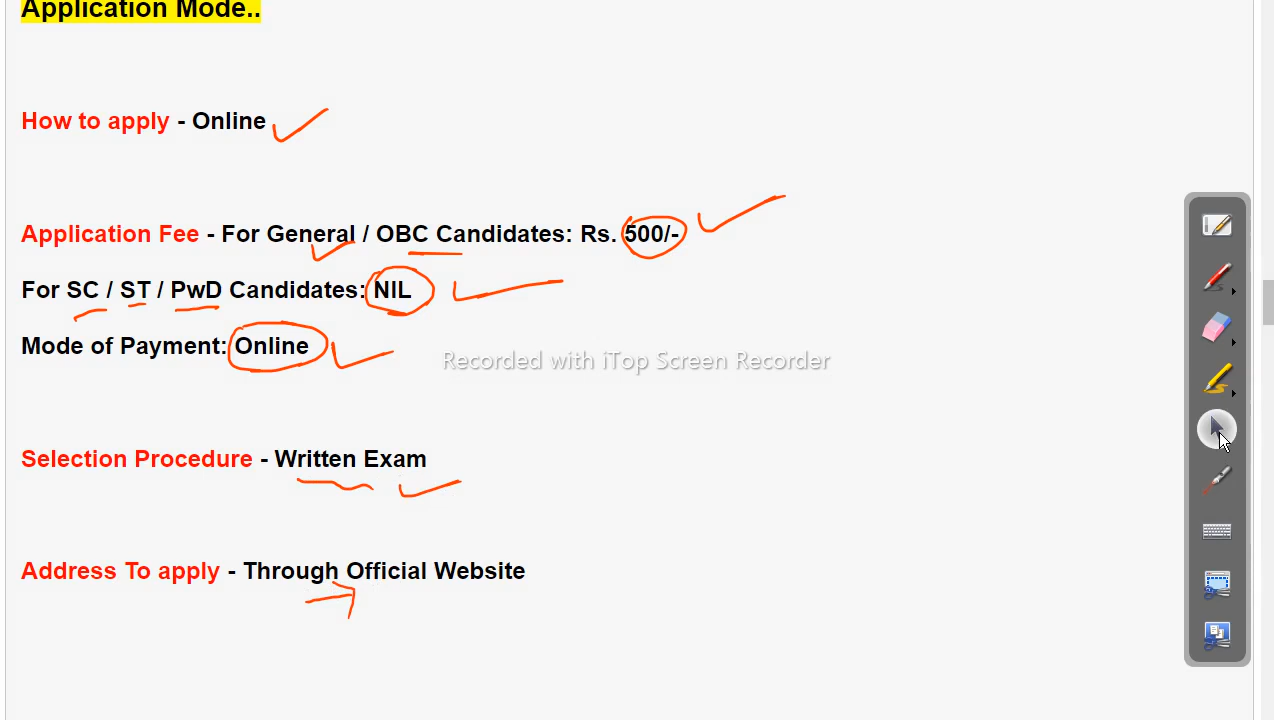 Application Mode..
How to apply - Online
Application Fee - For General / OBC Candidates: Rs. 500/-
For SC / ST / PwD Candidates: NIL
Mode of Payment: Online
Recorded with iTop Screen Recorder
Selection Procedure - Written Exam
Address To apply - Through Official Website